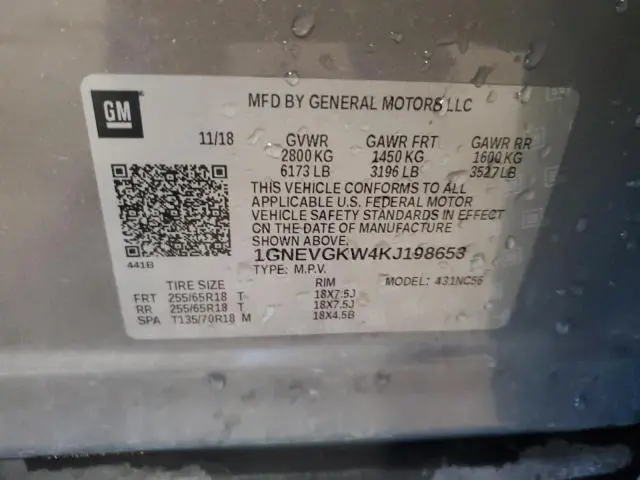 GM
MFD BY GENERAL MOTORS LLC
11/18 GVWR GAWR FRT GAWR RR
2800 KG 1450 KG 1600 KG
6173 LB 3196 LB 3527 LB
THIS VEHICLE CONFORMS TO ALL
APPLICABLE U.S. FEDERAL MOTOR
VEHICLE SAFETY STANDARDS IN EFFECT
ON THE DATE OF MANUFACTURE
SHOWN ABOVE.
441B 1GNEVGKW4KJ198653
TYPE: M.P.V. MODEL: 431NC56
TIRE SIZE RIM
FRT 255/65R18 T 18X7.5J
RR 255/65R18 T 18X7.5J
SPA T135/70R18 M 18X4.5B